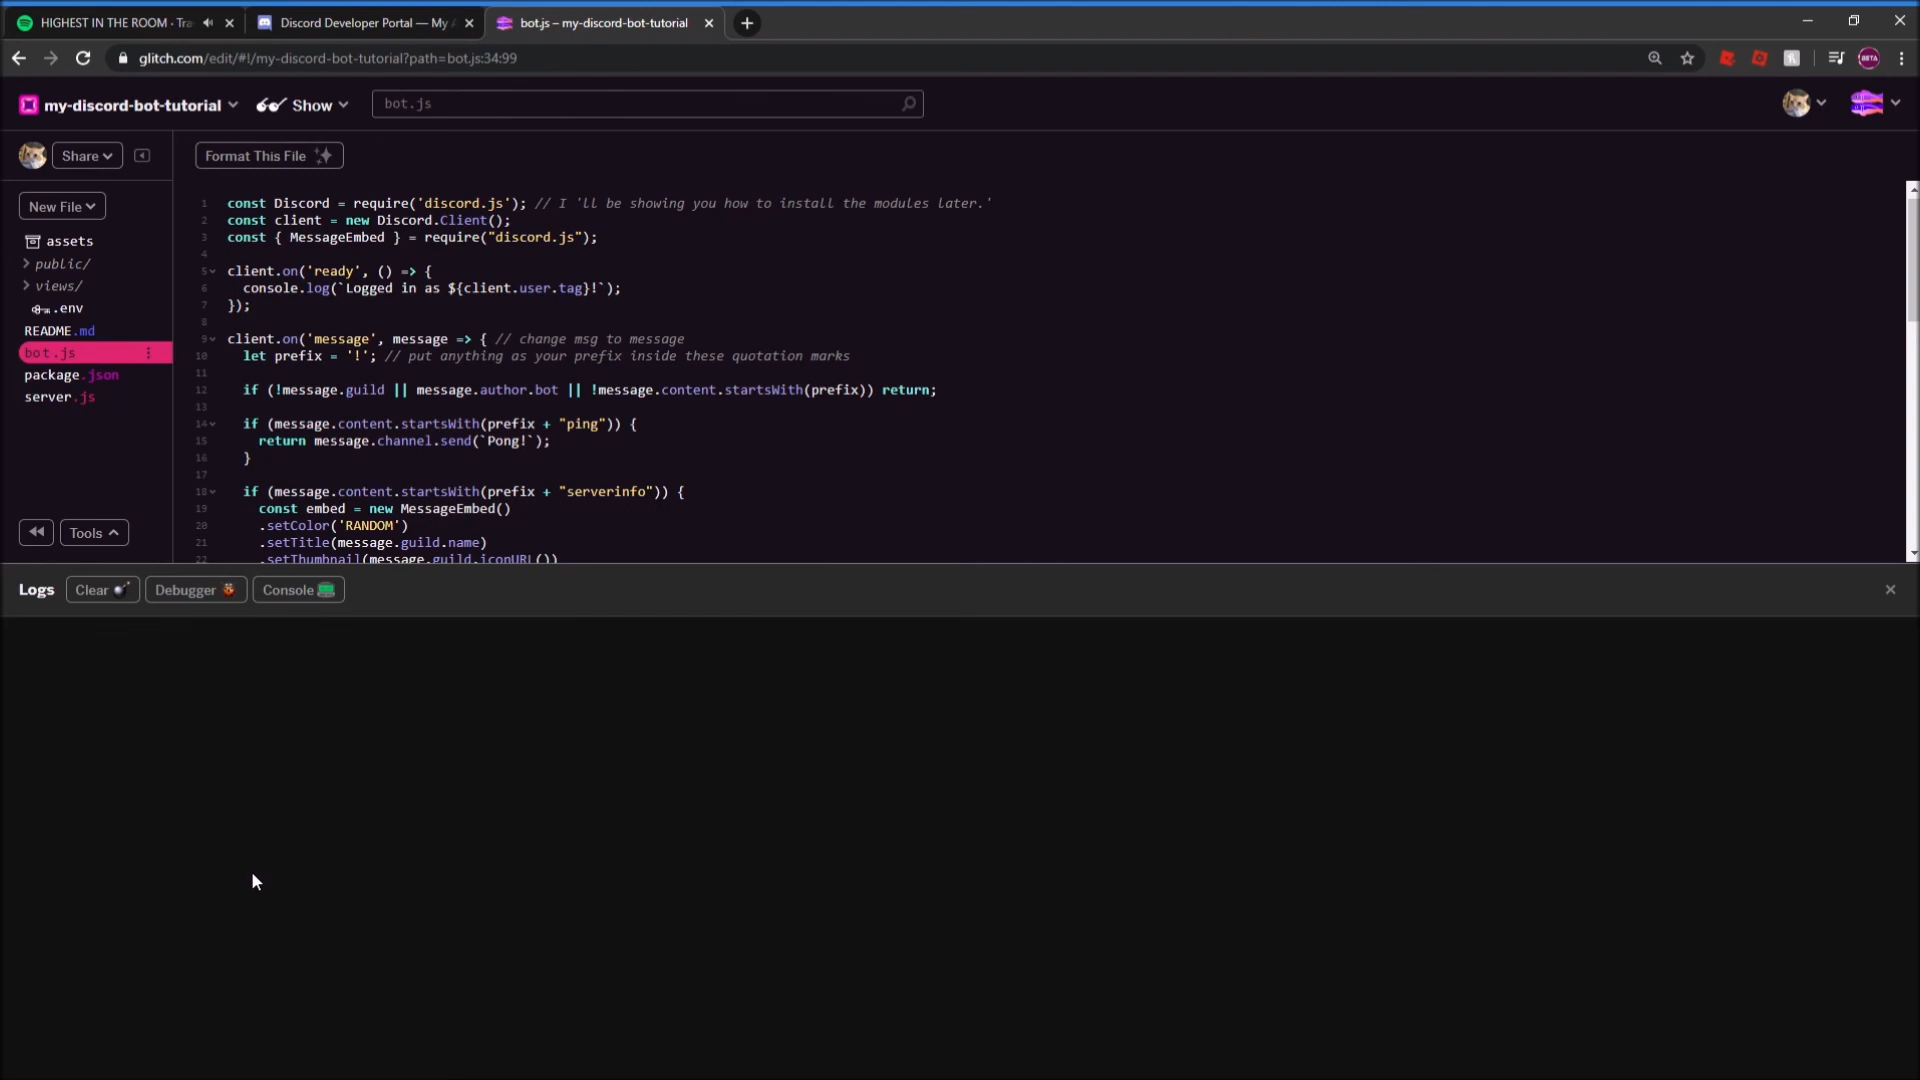 HIGHEST IN THE ROOM · Tra
Discord Developer Portal — My A
bot.js – my-discord-bot-tutorial
glitch.com/edit/#!/my-discord-bot-tutorial?path=bot.js:34:99
BETA
my-discord-bot-tutorial
Show
bot.js
Share
Format This File
New File
assets
public/
views/
.env
README.md
bot.js
package.json
server.js
Tools
1 const Discord = require('discord.js'); // I 'll be showing you how to install the modules later.'
2 const client = new Discord.Client();
3 const { MessageEmbed } = require("discord.js");
4
5 client.on('ready', () => {
6 console.log(`Logged in as ${client.user.tag}!`);
7 });
8
9 client.on('message', message => { // change msg to message
10 let prefix = '!'; // put anything as your prefix inside these quotation marks
11
12 if (!message.guild || message.author.bot || !message.content.startsWith(prefix)) return;
13
14 if (message.content.startsWith(prefix + "ping")) {
15 return message.channel.send(`Pong!`);
16 }
17
18 if (message.content.startsWith(prefix + "serverinfo")) {
19 const embed = new MessageEmbed()
20 .setColor('RANDOM')
21 .setTitle(message.guild.name)
22 .setThumbnail(message.guild.iconURL())
Logs
Clear
Debugger
Console